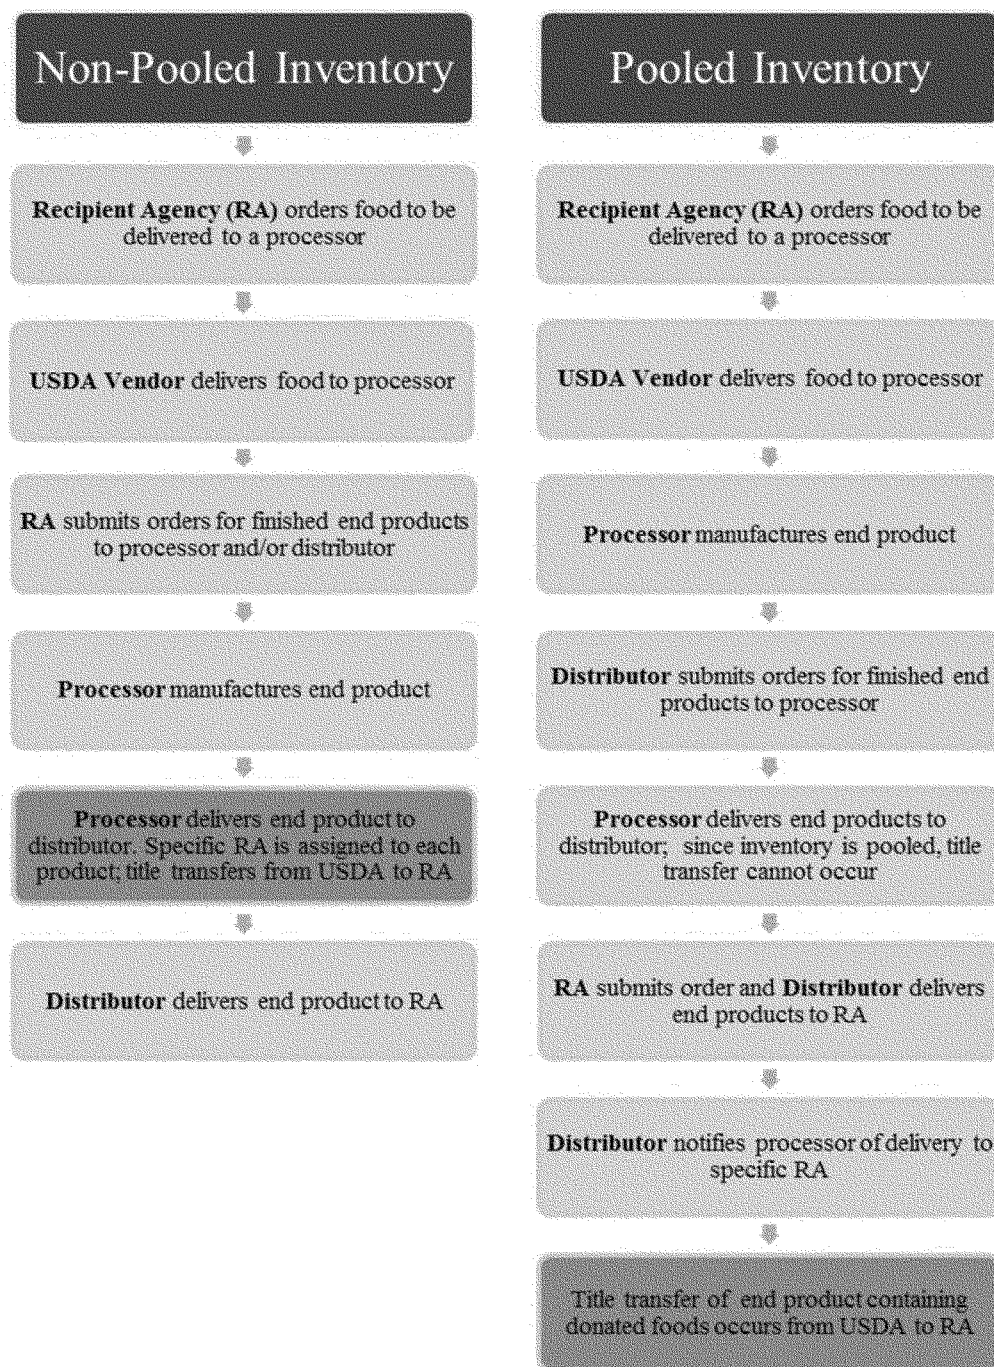 Non-Pooled Inventory
Recipient Agency (RA) orders food to be
delivered to a processor
USDA Vendor delivers food to processor
RA submits orders for finished end products
to processor and/or distributor
Processor manufactures end product
Processor delivers end product to
distributor. Specific RA is assigned to each
product; title transfers from USDA to RA
Distributor delivers end product to RA
Pooled Inventory
Recipient Agency (RA) orders food to be
delivered to a processor
USDA Vendor delivers food to processor
Processor manufactures end product
Distributor submits orders for finished end
products to processor
Processor delivers end products to
distributor; since inventory is pooled, title
transfer cannot occur
RA submits order and Distributor delivers
end products to RA
Distributor notifies processor of delivery to
specific RA
Title transfer of end product containing
donated foods occurs from USDA to RA